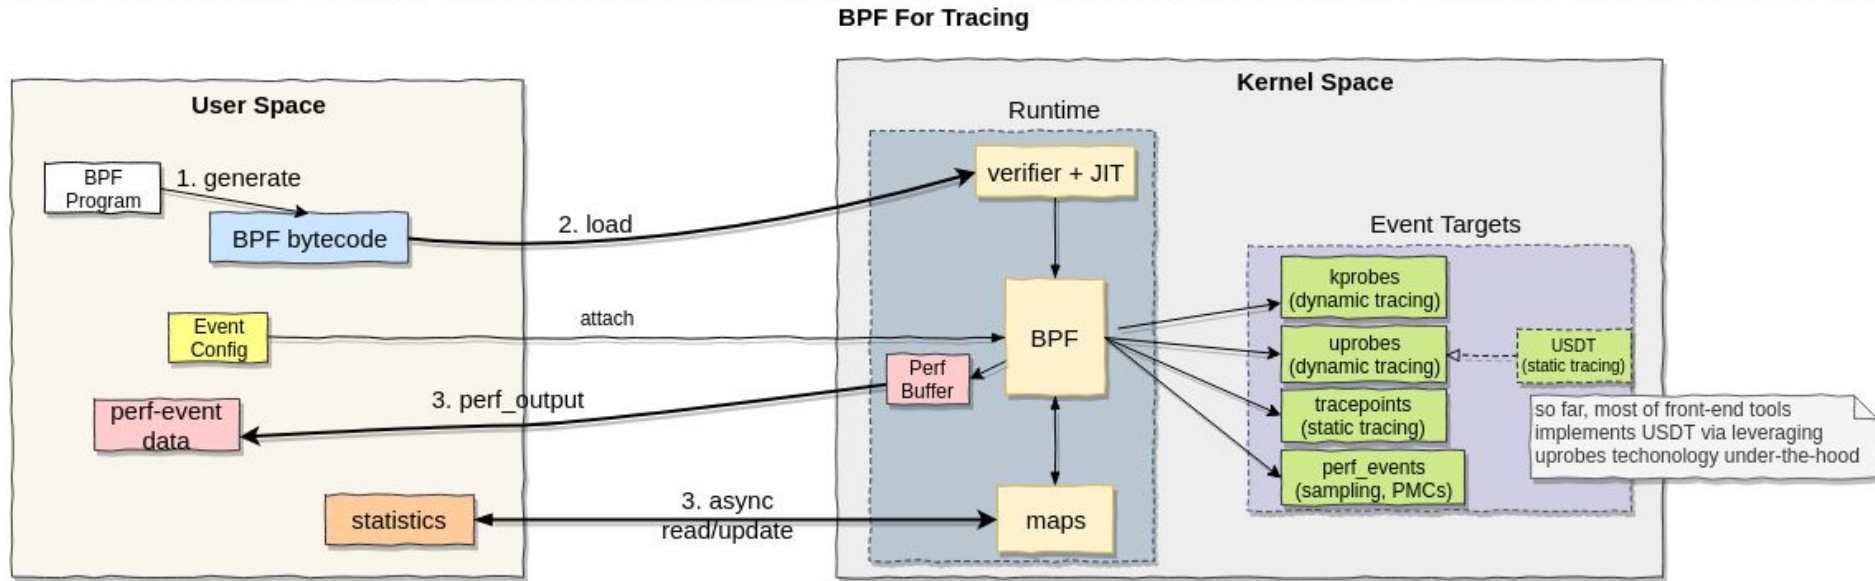 BPF For Tracing
User Space
BPF
Program
1. generate
BPF bytecode
2. load
Event
Config
attach
perf-event
data
3. perf_output
statistics
3. async
read/update
Kernel Space
Runtime
verifier + JIT
BPF
Perf
Buffer
maps
Event Targets
kprobes
(dynamic tracing)
uprobes
(dynamic tracing)
USDT
(static tracing)
tracepoints
(static tracing)
perf_events
(sampling, PMCs)
so far, most of front-end tools
implements USDT via leveraging
uprobes techonology under-the-hood